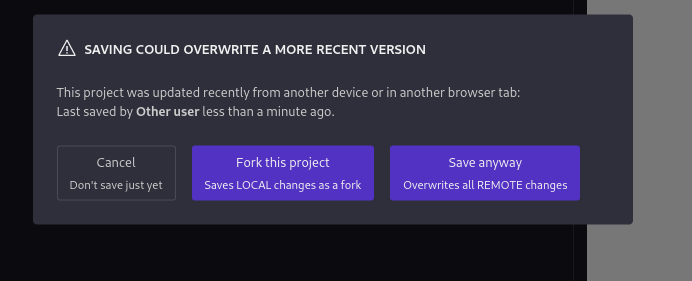 SAVING COULD OVERWRITE A MORE RECENT VERSION
This project was updated recently from another device or in another browser tab:
Last saved by Other user less than a minute ago.
Cancel
Don't save just yet
Fork this project
Saves LOCAL changes as a fork
Save anyway
Overwrites all REMOTE changes